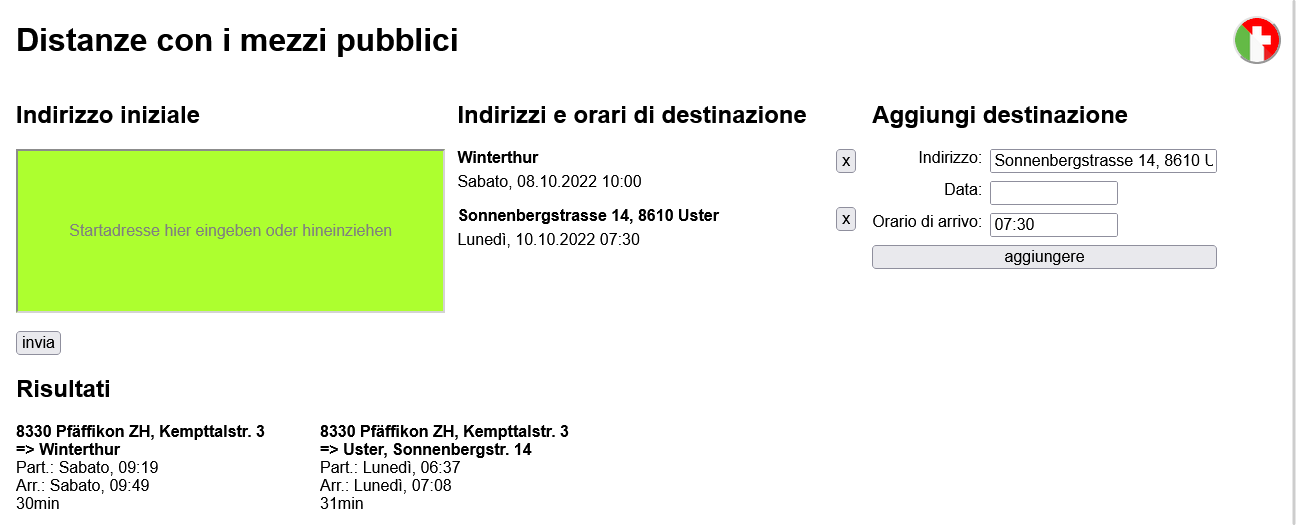 Distanze con i mezzi pubblici
Indirizzo iniziale
Startadresse hier eingeben oder hineinziehen
invia
Indirizzi e orari di destinazione
Winterthur
x
Sabato, 08.10.2022 10:00
Sonnenbergstrasse 14, 8610 Uster
x
Lunedì, 10.10.2022 07:30
Aggiungi destinazione
Indirizzo: Sonnenbergstrasse 14, 8610 U
Data:
Orario di arrivo: 07:30
aggiungere
Risultati
8330 Pfäffikon ZH, Kempttalstr. 3
=> Winterthur
Part.: Sabato, 09:19
Arr.: Sabato, 09:49
30min
8330 Pfäffikon ZH, Kempttalstr. 3
=> Uster, Sonnenbergstr. 14
Part.: Lunedì, 06:37
Arr.: Lunedì, 07:08
31min